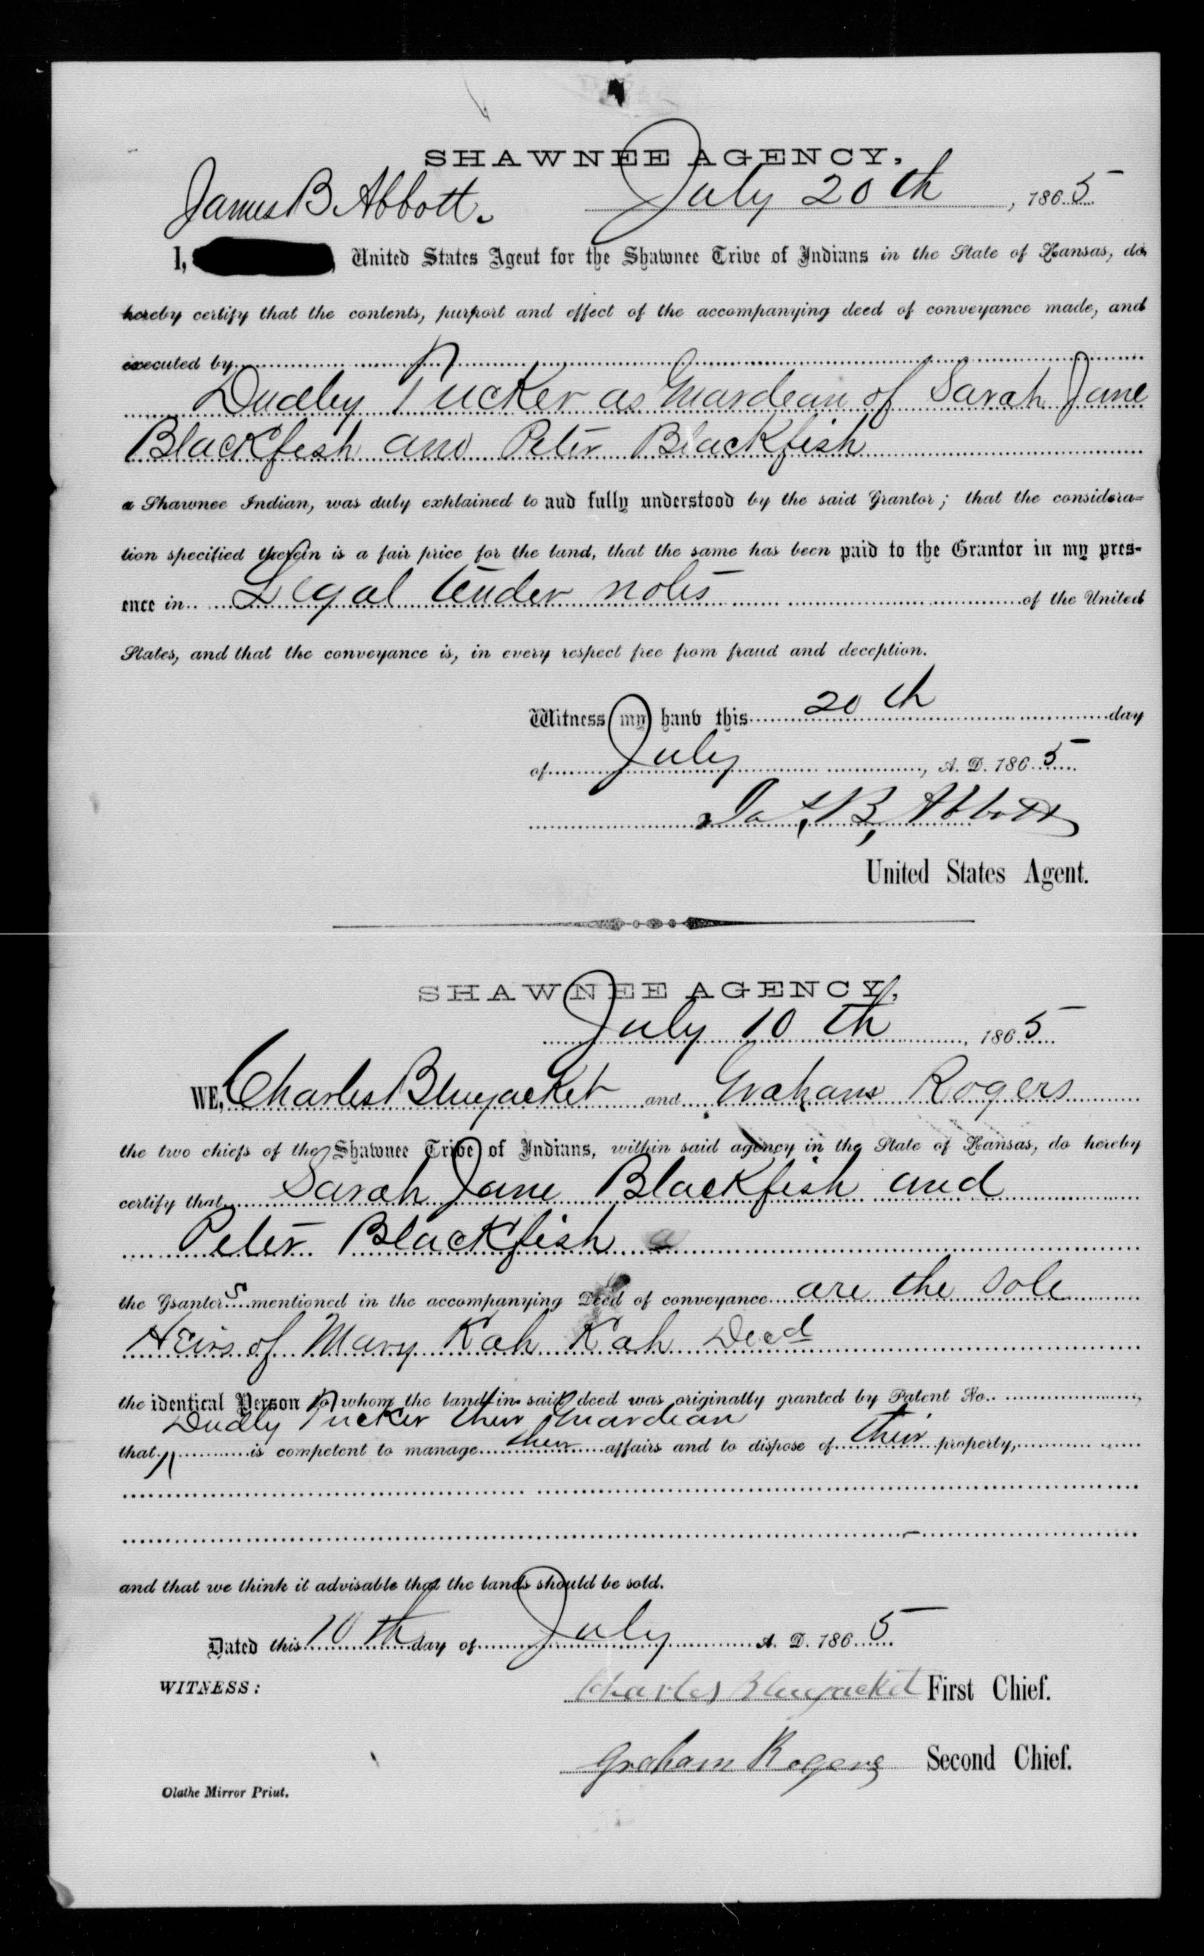 SHAWNEE AGENCY,
July 20th, 1865
James B. Abbott.
I, United States Agent for the Shawnee Trive of Indians in the State of Kansas, do
hereby certify that the contents, purport and effect of the accompanying deed of conveyance made, and
executed by
Dudley Tucker as Guardean of Sarah Jane
Blackfish and Peter Blackfish
a Shawnee Indian, was duly explained to and fully understood by the said Grantor; that the considera=
tion specified therein is a fair price for the land, that the same has been paid to the Grantor in my pres-
ence in Legal tender notes of the United
States, and that the conveyance is, in every respect free from fraud and deception.
Witness my hand this 20th day
of July, A. D. 1865
Jas. B. Abbott
United States Agent.
SHAWNEE AGENCY,
July 10th, 1865
WE, Charles Bluejacket and Graham Rogers
the two chiefs of the Shawnee Tribe of Indians, within said agency in the State of Kansas, do hereby
certify that Sarah Jane Blackfish and
Peter Blackfish
the Grantors mentioned in the accompanying Deed of conveyance are the sole
Heirs of Mary Kah Kah Decd
the identical Person to whom the land in said deed was originally granted by Patent No.
Dudly Tucker their Guardian
that is competent to manage their affairs and to dispose of their property,
and that we think it advisable that the lands should be sold.
Dated this 10th day of July A. D. 1865
WITNESS:
Charles Bluejacket First Chief.
Graham Rogers Second Chief.
Olathe Mirror Print.